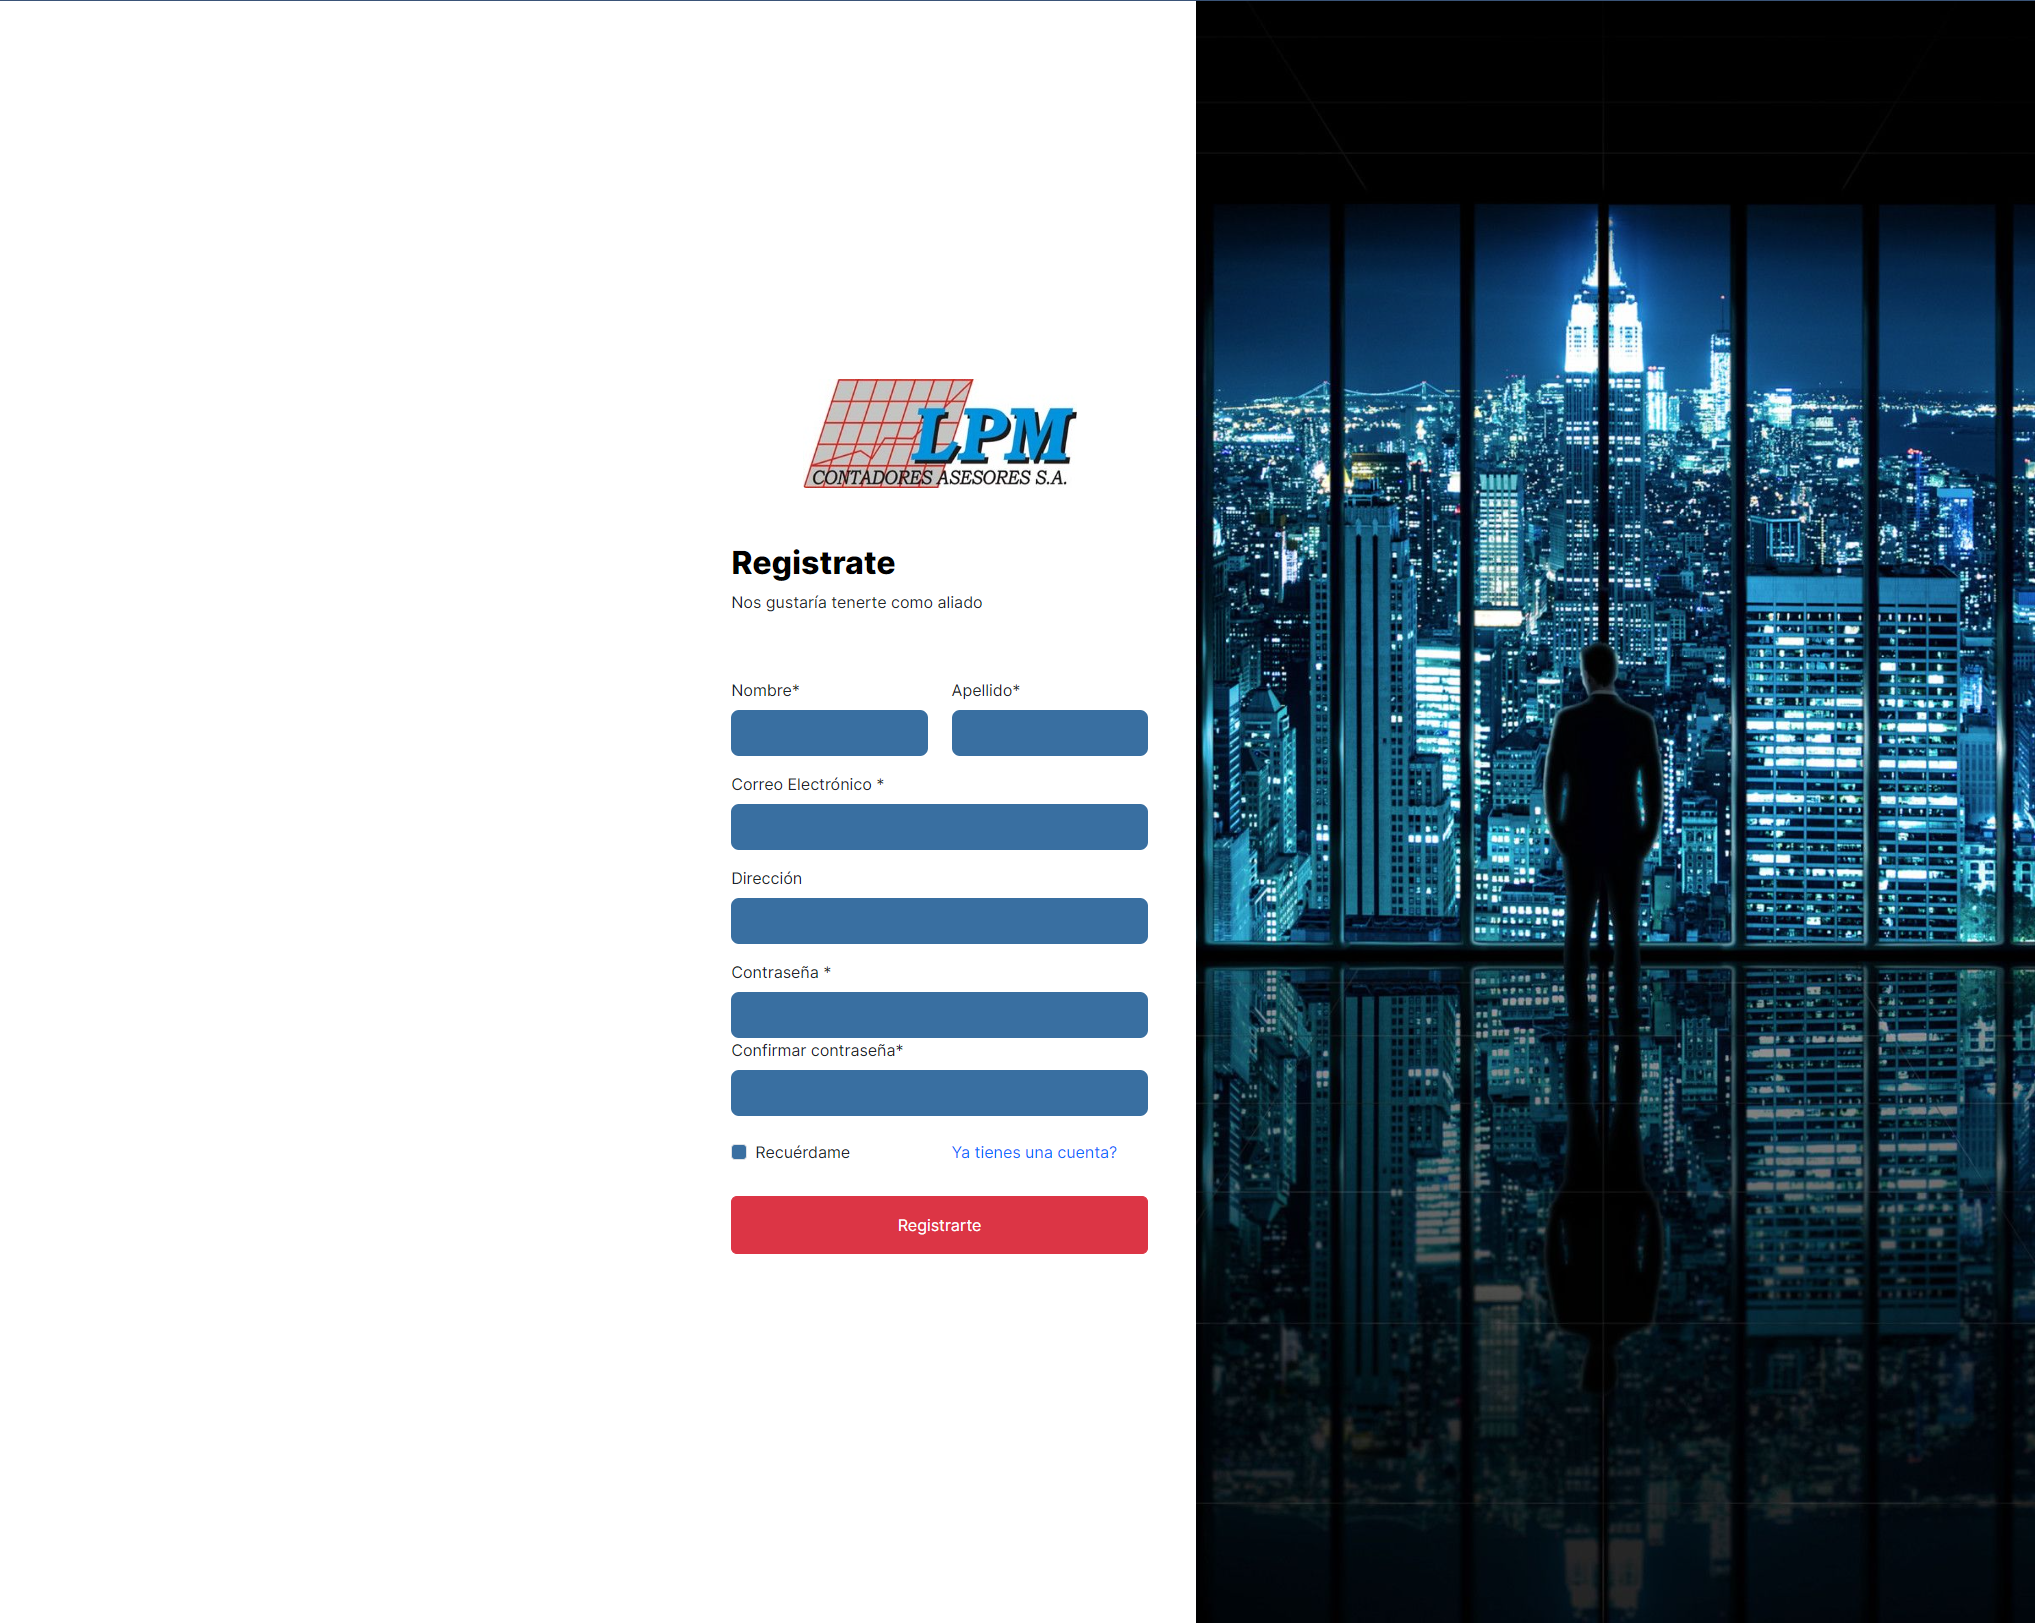 LPM
CONTADORES ASESORES S.A.
Registrate
Nos gustaría tenerte como aliado
Nombre* Apellido*
Correo Electrónico *
Dirección
Contraseña *
Confirmar contraseña*
Recuérdame Ya tienes una cuenta?
Registrarte